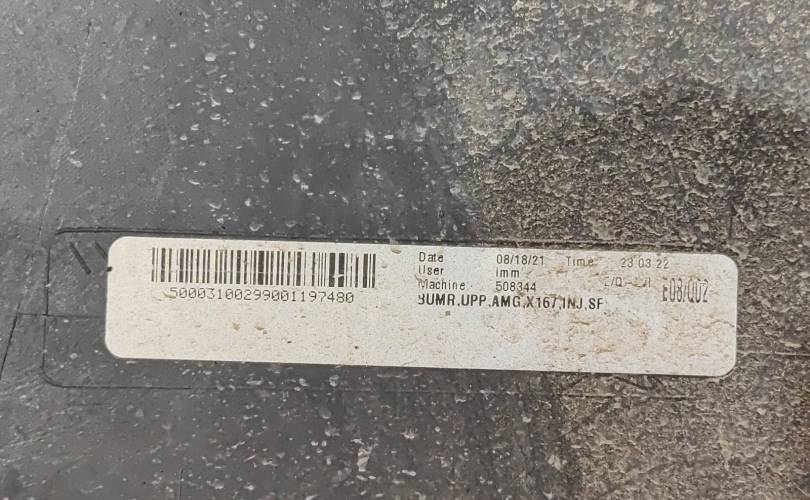 Date 08/18/21 Time 23 03 22
User imm
Machine 508344
50003100299001197480
BUMR,UPP,AMG,X167,INJ,SF
E08/Q02